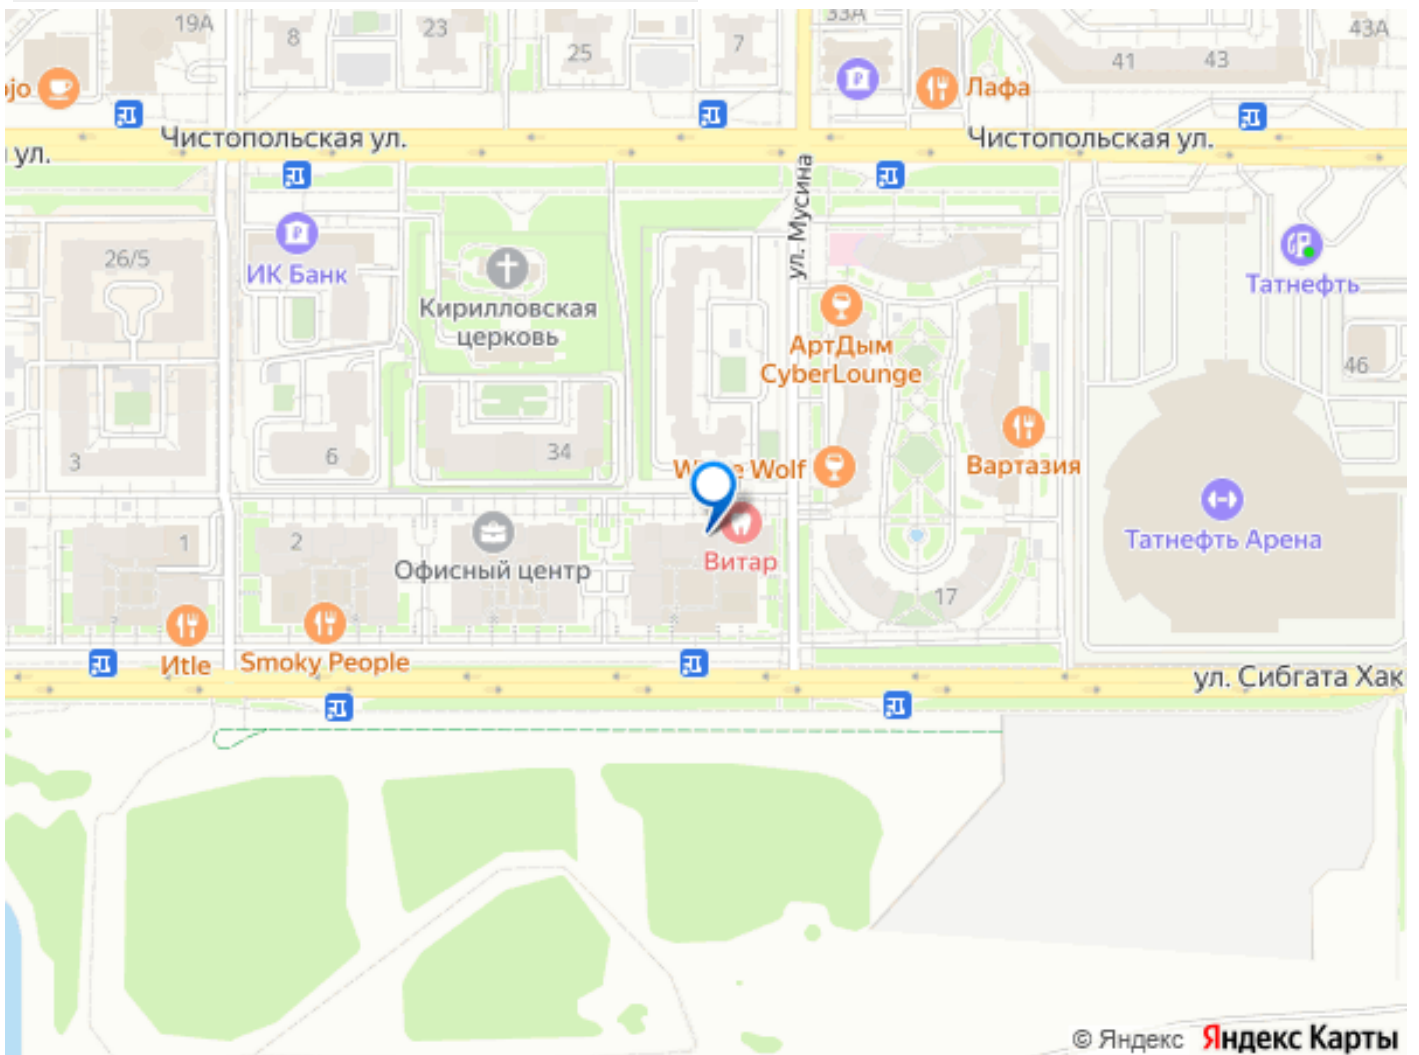 19А
8
23
25
7
33А
41
43
43А
Лафа
Чистопольская ул.
Чистопольская ул.
ул.
ул. Мусина
26/5
ИК Банк
Кирилловская
церковь
Татнефть
АртДым
CyberLounge
46
3
6
34
Вартазия
Татнефть Арена
1
2
Офисный центр
Витар
17
Иtle
Smoky People
ул. Сибгата Хак
© Яндекс Яндекс Карты